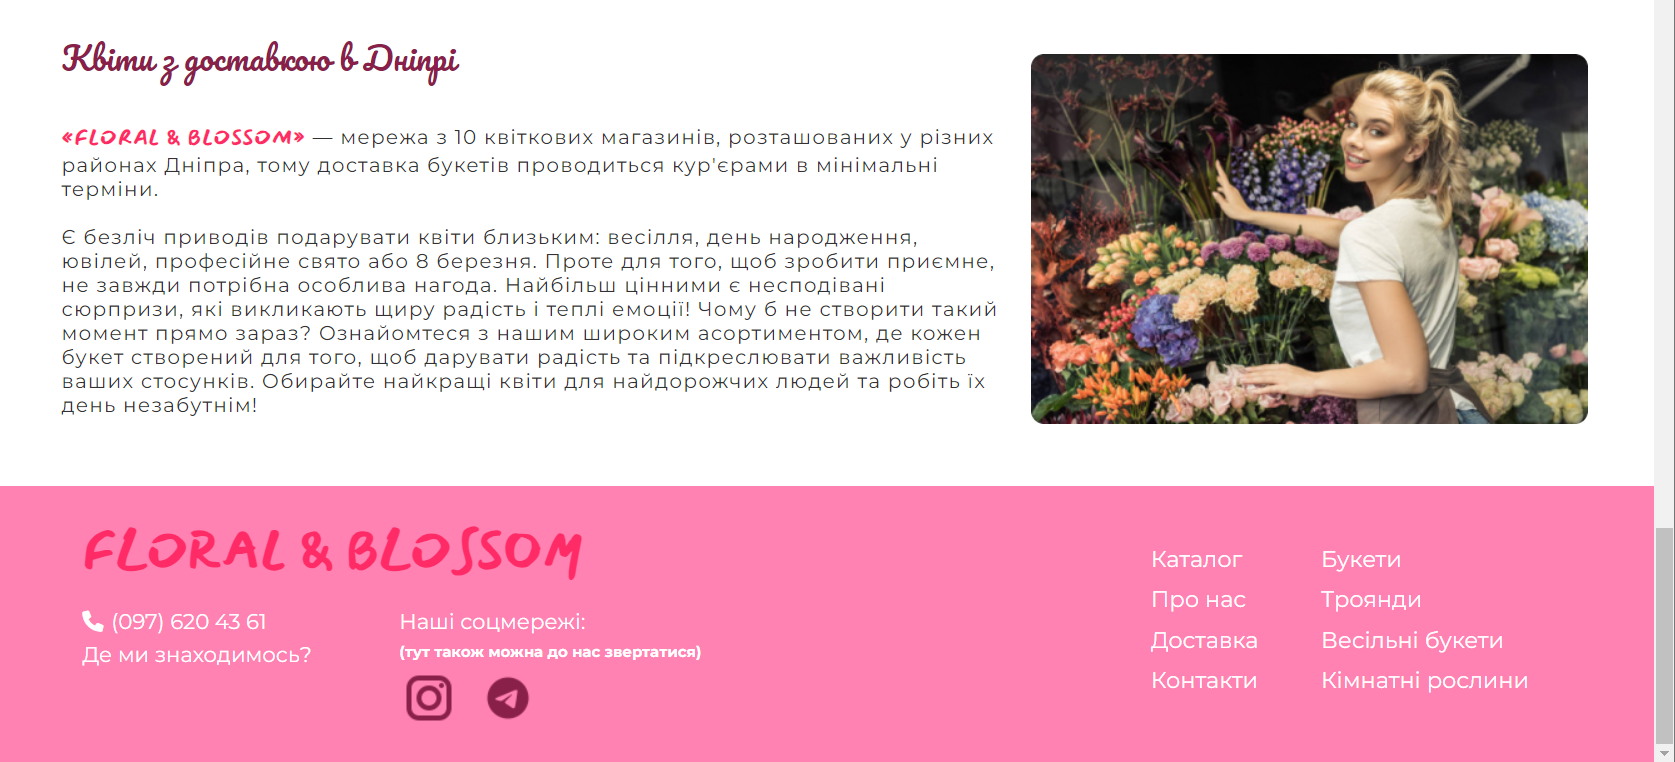 Квіти з доставкою в Дніпрі
«FLORAL & BLOSSOM» — мережа з 10 квіткових магазинів, розташованих у різних
районах Дніпра, тому доставка букетів проводиться кур'єрами в мінімальні
терміни.
Є безліч приводів подарувати квіти близьким: весілля, день народження,
ювілей, професійне свято або 8 березня. Проте для того, щоб зробити приємне,
не завжди потрібна особлива нагода. Найбільш цінними є несподівані
сюрпризи, які викликають щиру радість і теплі емоції! Чому б не створити такий
момент прямо зараз? Ознайомтеся з нашим широким асортиментом, де кожен
букет створений для того, щоб дарувати радість та підкреслювати важливість
ваших стосунків. Обирайте найкращі квіти для найдорожчих людей та робіть їх
день незабутнім!
FLORAL & BLOSSOM
(097) 620 43 61
Де ми знаходимось?
Наші соцмережі:
(тут також можна до нас звертатися)
Каталог
Про нас
Доставка
Контакти
Букети
Троянди
Весільні букети
Кімнатні рослини